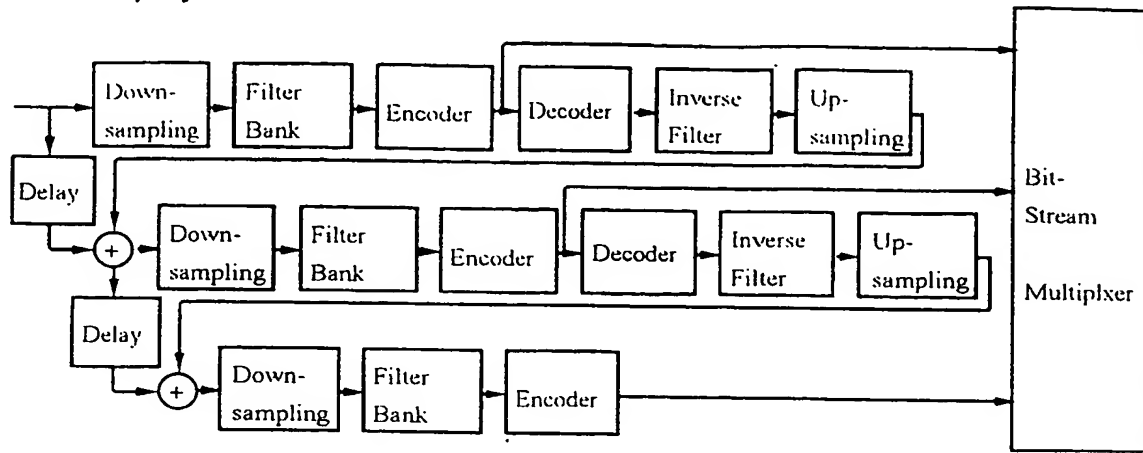 Down-
sampling
Filter
Bank
Encoder
Decoder
Inverse
Filter
Up-
sampling
Delay
+
Down-
sampling
Filter
Bank
Encoder
Decoder
Inverse
Filter
Up-
sampling
Delay
+
Down-
sampling
Filter
Bank
Encoder
Bit-
Stream
Multiplxer